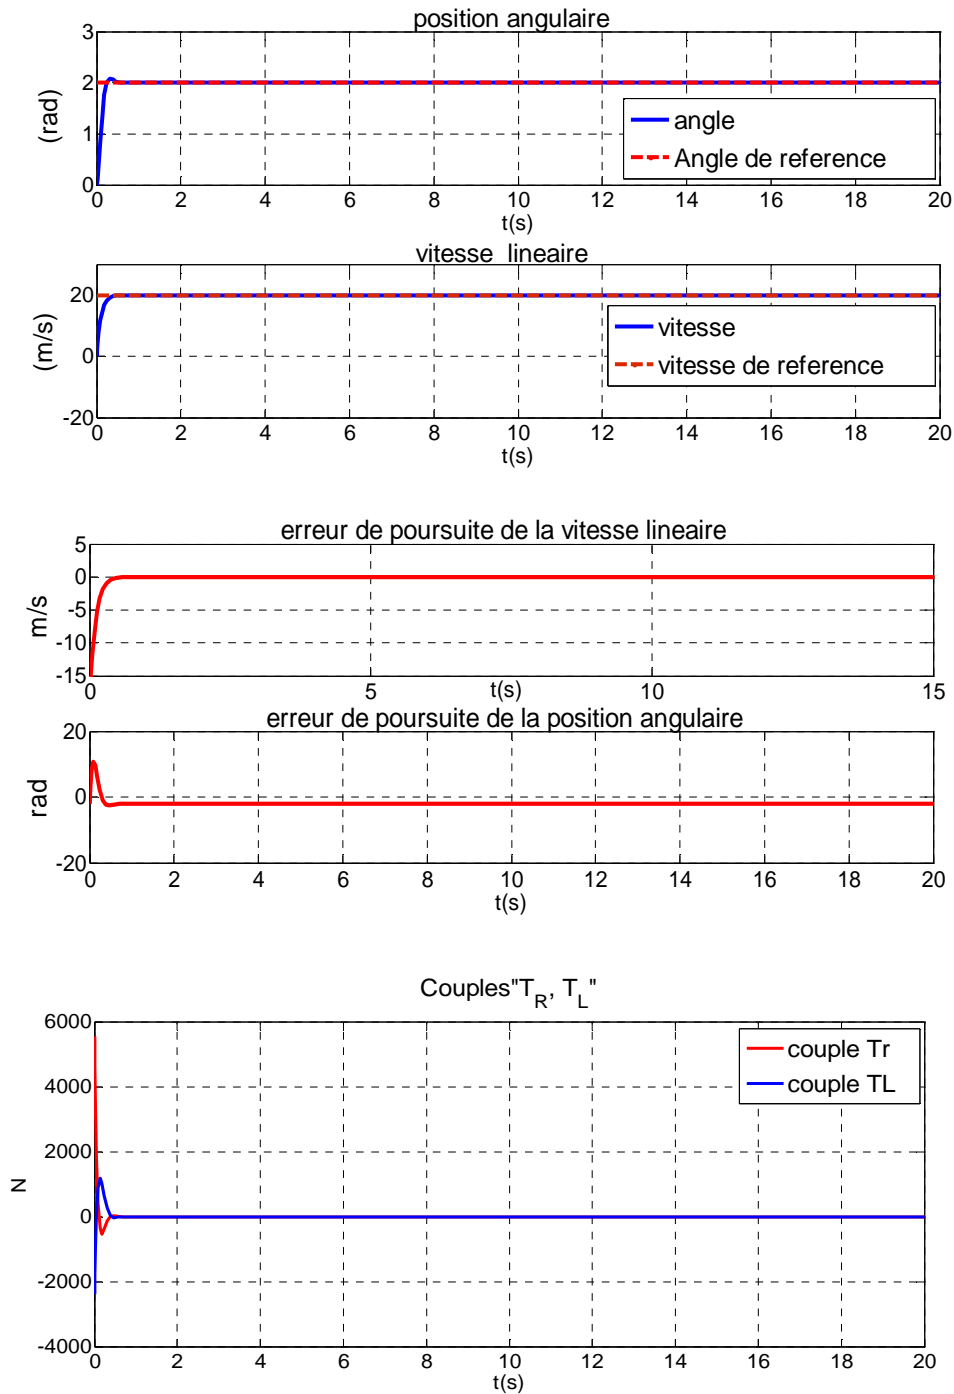 position angulaire
3
2
1
0
(rad)
angle
Angle de reference
0 2 4 6 8 10 12 14 16 18 20
t(s)
vitesse lineaire
20
0
-20
(m/s)
vitesse
vitesse de reference
0 2 4 6 8 10 12 14 16 18 20
t(s)
erreur de poursuite de la vitesse lineaire
5
0
-5
-10
-15
m/s
0 5 10 15
t(s)
erreur de poursuite de la position angulaire
20
0
-20
rad
0 2 4 6 8 10 12 14 16 18 20
t(s)
Couples"T_R, T_L"
6000
4000
2000
0
-2000
-4000
N
couple Tr
couple TL
0 2 4 6 8 10 12 14 16 18 20
t(s)